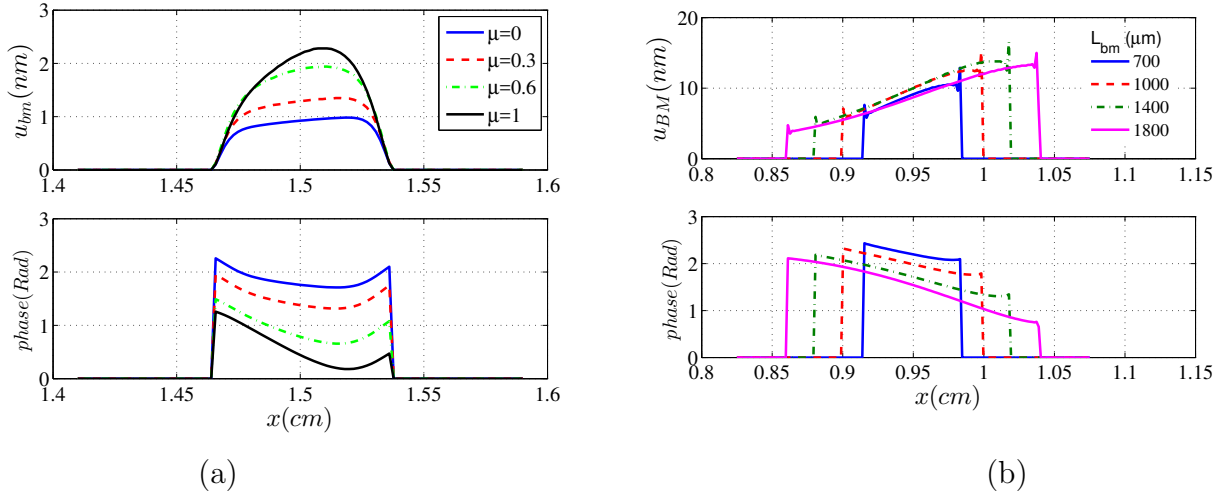 3
2
1
0
u_bm(nm)
μ=0
μ=0.3
μ=0.6
μ=1
1.4 1.45 1.5 1.55 1.6
3
2
1
0
phase(Rad)
1.4 1.45 1.5 1.55 1.6
x(cm)
(a)
20
10
0
u_BM(nm)
L_bm (μm)
700
1000
1400
1800
0.8 0.85 0.9 0.95 1 1.05 1.1 1.15
3
2
1
0
phase(Rad)
0.8 0.85 0.9 0.95 1 1.05 1.1 1.15
x(cm)
(b)